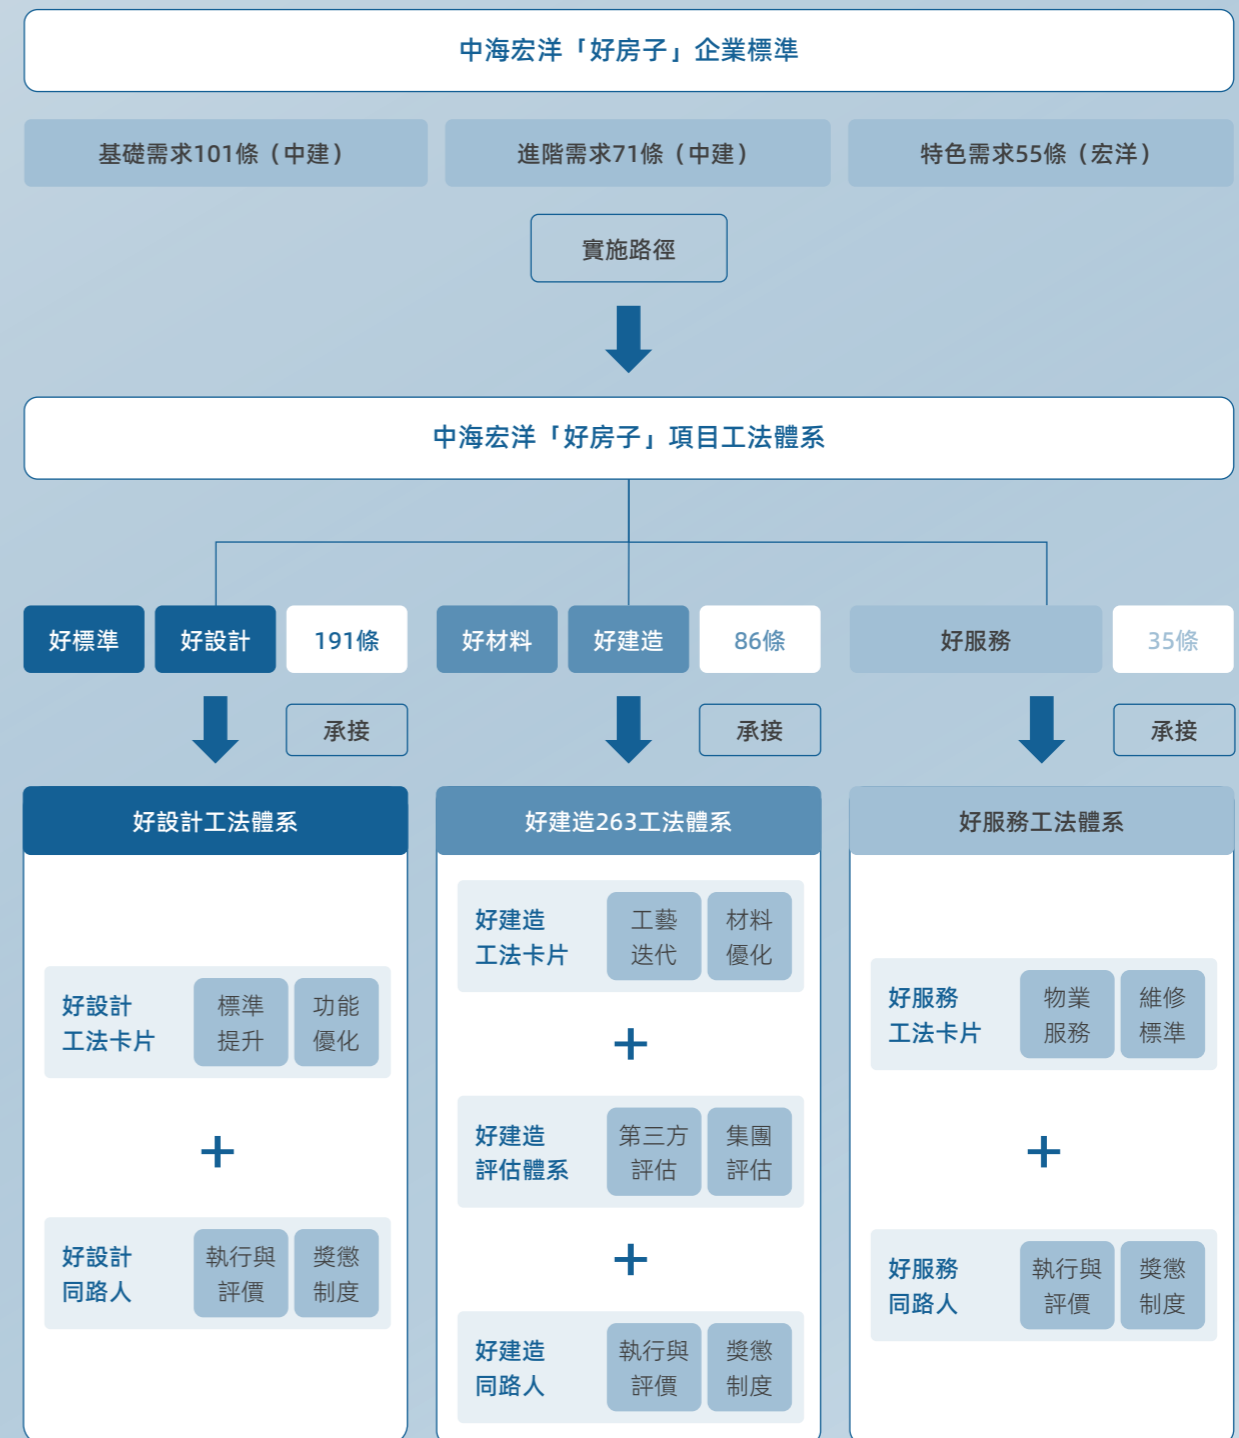 中海宏洋「好房子」企業標準
基礎需求101條（中建）
進階需求71條（中建）
特色需求55條（宏洋）
實施路徑
中海宏洋「好房子」項目工法體系
好標準
好設計
191條
好材料
好建造
86條
好服務
35條
承接
承接
承接
好設計工法體系
好設計
工法卡片
標準
提升
功能
優化
+
好設計
同路人
執行與
評價
獎懲
制度
好建造263工法體系
好建造
工法卡片
工藝
迭代
材料
優化
+
好建造
評估體系
第三方
評估
集團
評估
+
好建造
同路人
執行與
評價
獎懲
制度
好服務工法體系
好服務
工法卡片
物業
服務
維修
標準
+
好服務
同路人
執行與
評價
獎懲
制度